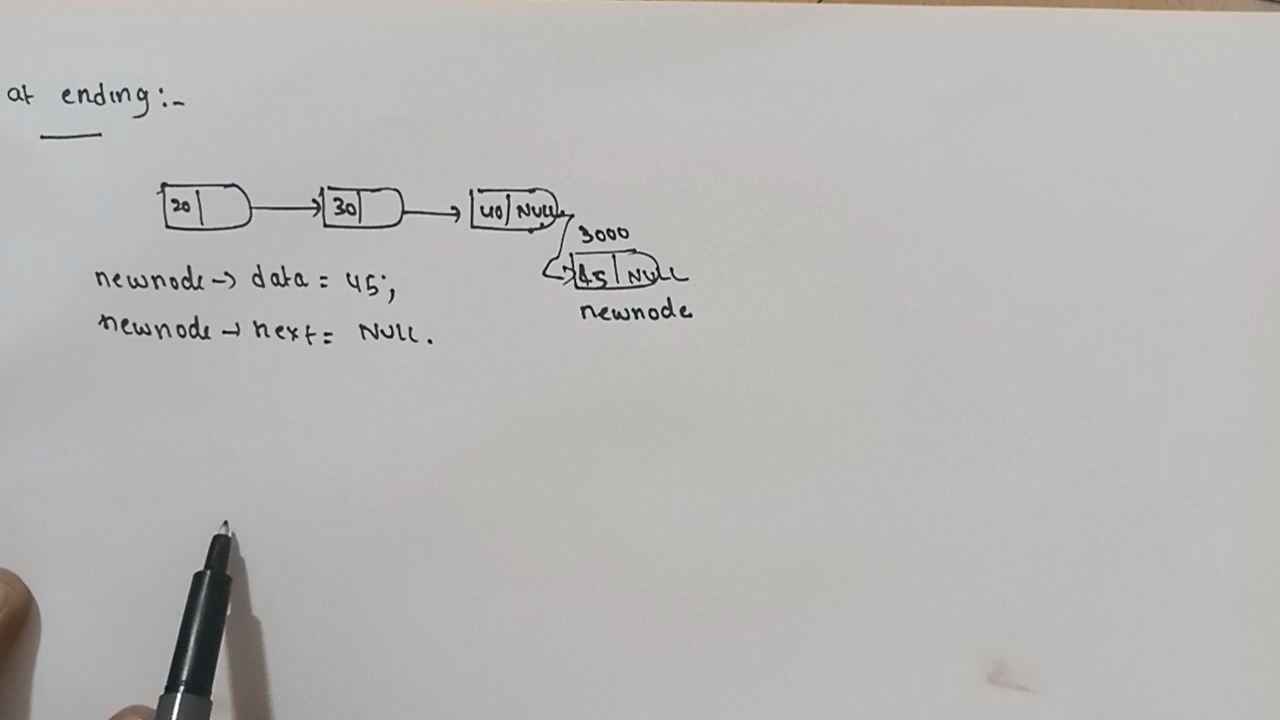 at ending:-
20 30 40 NULL
3000
45 NULL
newnode → data = 45;
newnode
newnode → next = NULL.